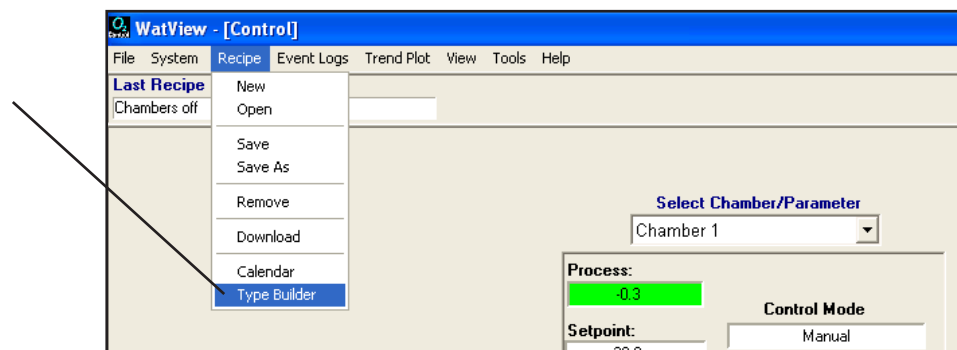 WatView - [Control]
File System Recipe Event Logs Trend Plot View Tools Help
Last Recipe
Chambers off
New
Open
Save
Save As
Remove
Download
Calendar
Type Builder
Select Chamber/Parameter
Chamber 1
Process:
-0.3
Control Mode
Manual
Setpoint: